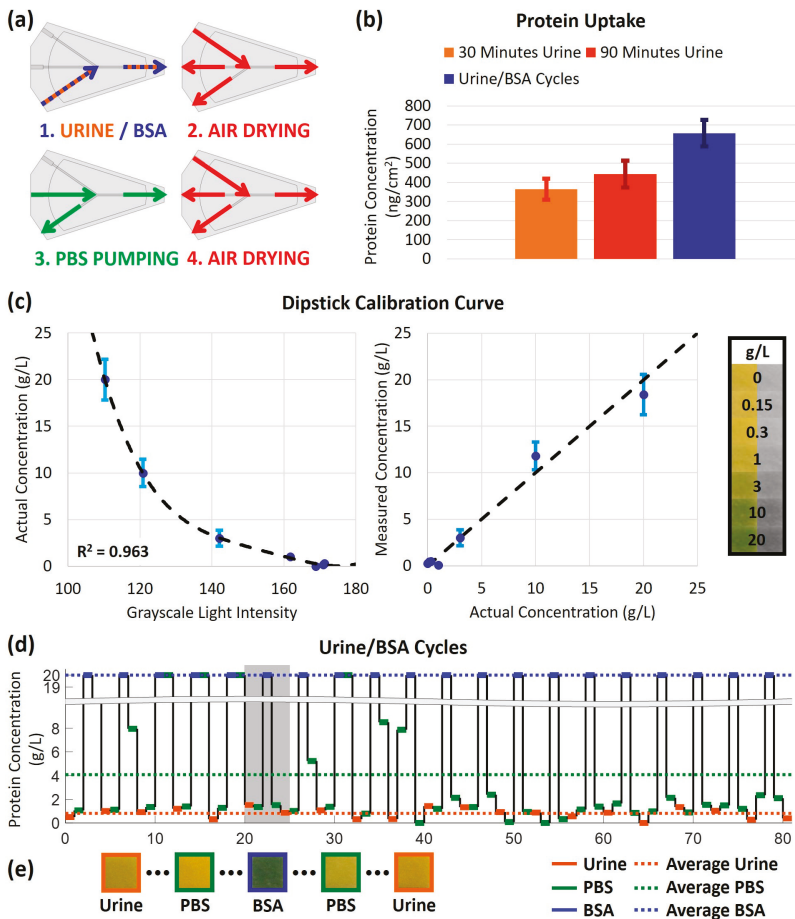 (a)
1. URINE / BSA
2. AIR DRYING
3. PBS PUMPING
4. AIR DRYING
(b)
Protein Uptake
30 Minutes Urine
90 Minutes Urine
Urine/BSA Cycles
Protein Concentration
(ng/cm²)
800
700
600
500
400
300
200
100
0
(c)
Dipstick Calibration Curve
Actual Concentration (g/L)
25
20
15
10
5
0
R² = 0.963
100
120
140
160
180
Grayscale Light Intensity
Measured Concentration (g/L)
25
20
15
10
5
0
0
5
10
15
20
25
Actual Concentration (g/L)
g/L
0
0.15
0.3
1
3
10
20
(d)
Urine/BSA Cycles
Protein Concentration
(g/L)
20
19
8
6
4
2
0
0
10
20
30
40
50
60
70
80
(e)
Urine
PBS
BSA
PBS
Urine
Urine
Average Urine
PBS
Average PBS
BSA
Average BSA